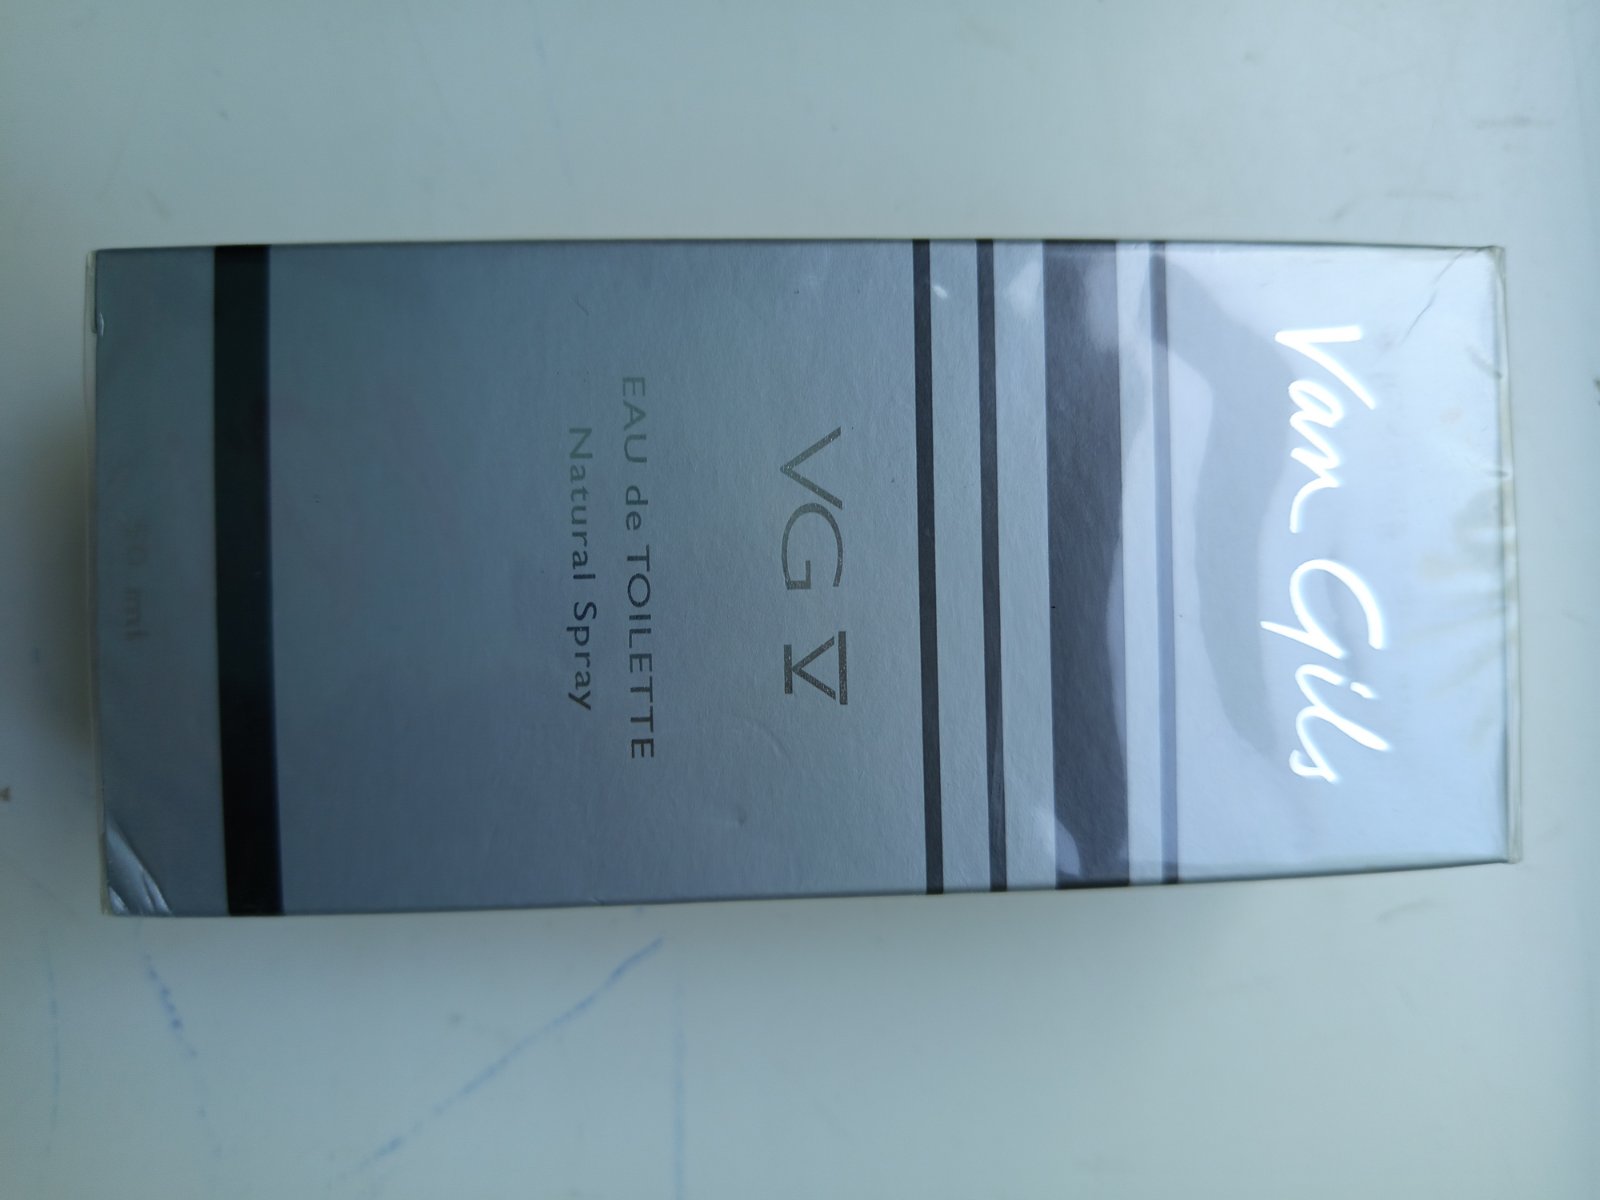 Van Gils
VG V
EAU de TOILETTE
Natural Spray